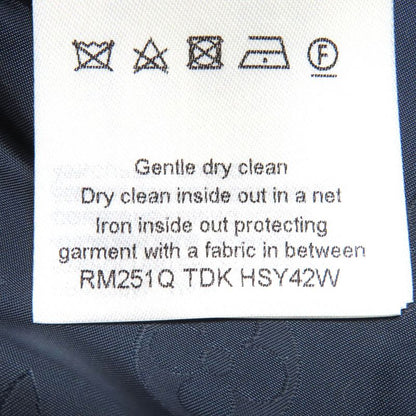 F
Gentle dry clean
Dry clean inside out in a net
Iron inside out protecting
garment with a fabric in between
RM251Q TDK HSY42W